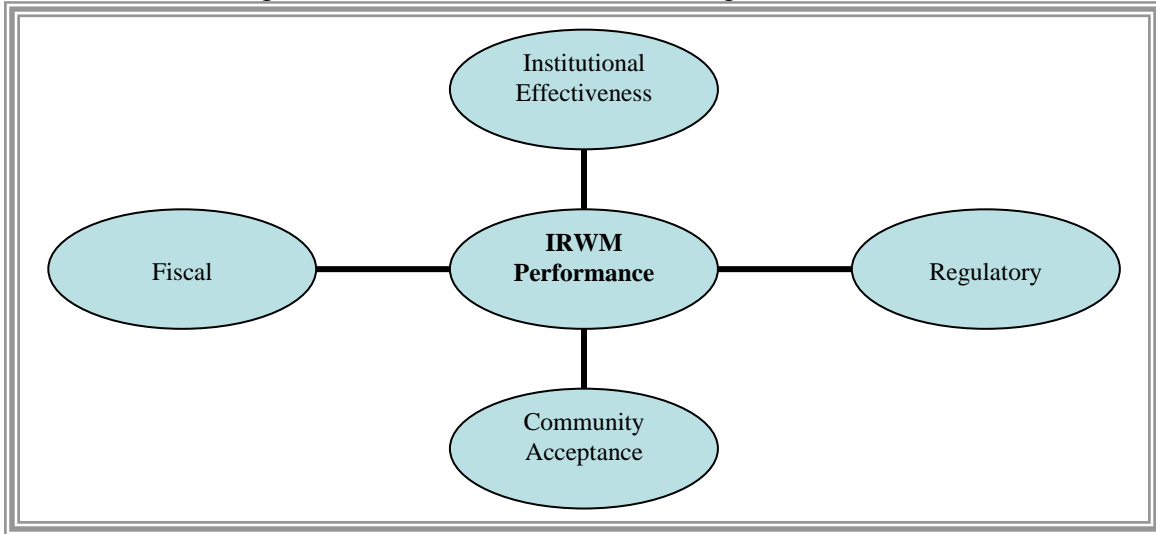 Institutional
Effectiveness
Fiscal
IRWM
Performance
Regulatory
Community
Acceptance